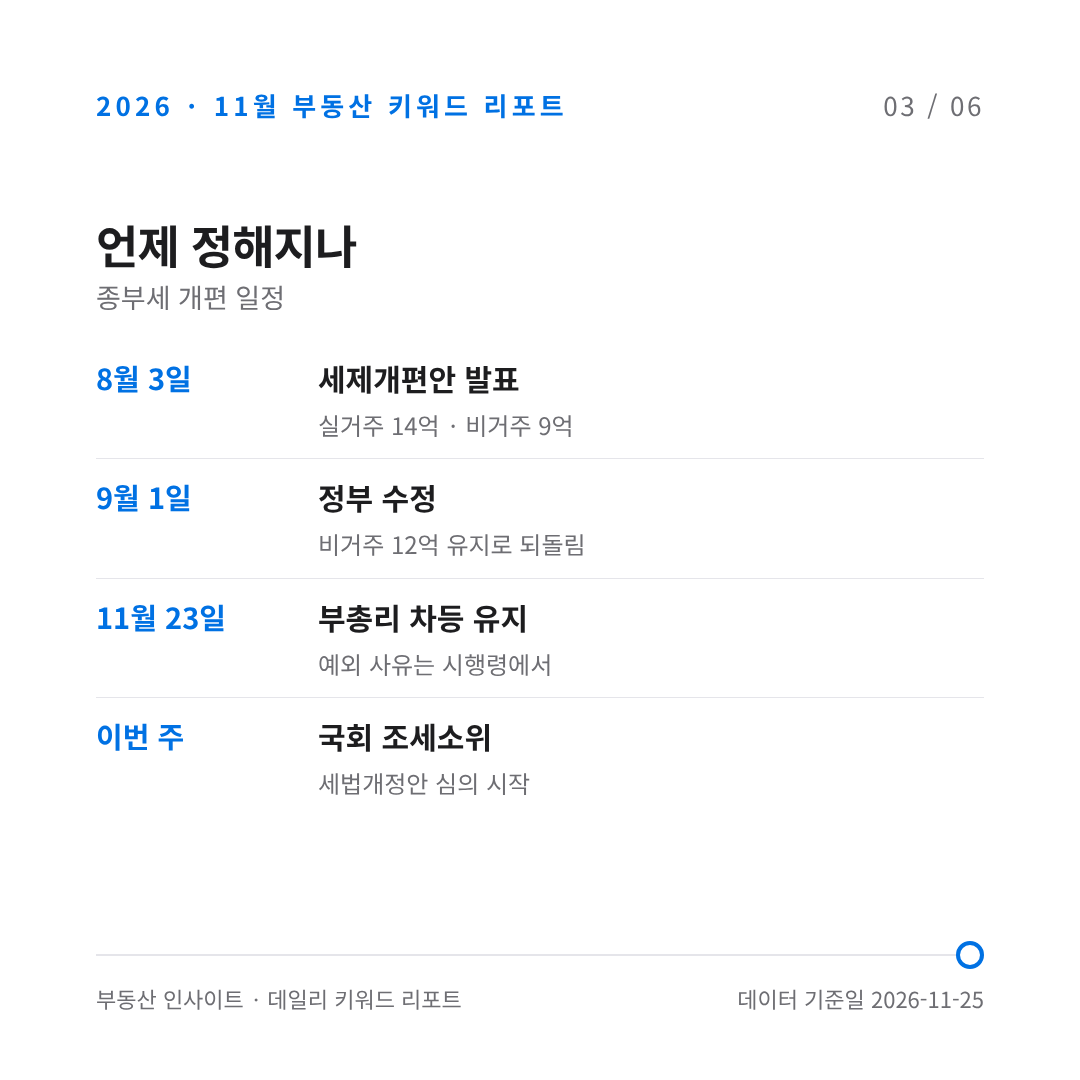 2026 · 11월 부동산 키워드 리포트
03 / 06
언제 정해지나
종부세 개편 일정
8월 3일
세제개편안 발표
실거주 14억 · 비거주 9억
9월 1일
정부 수정
비거주 12억 유지로 되돌림
11월 23일
부총리 차등 유지
예외 사유는 시행령에서
이번 주
국회 조세소위
세법개정안 심의 시작
부동산 인사이트 · 데일리 키워드 리포트
데이터 기준일 2026-11-25